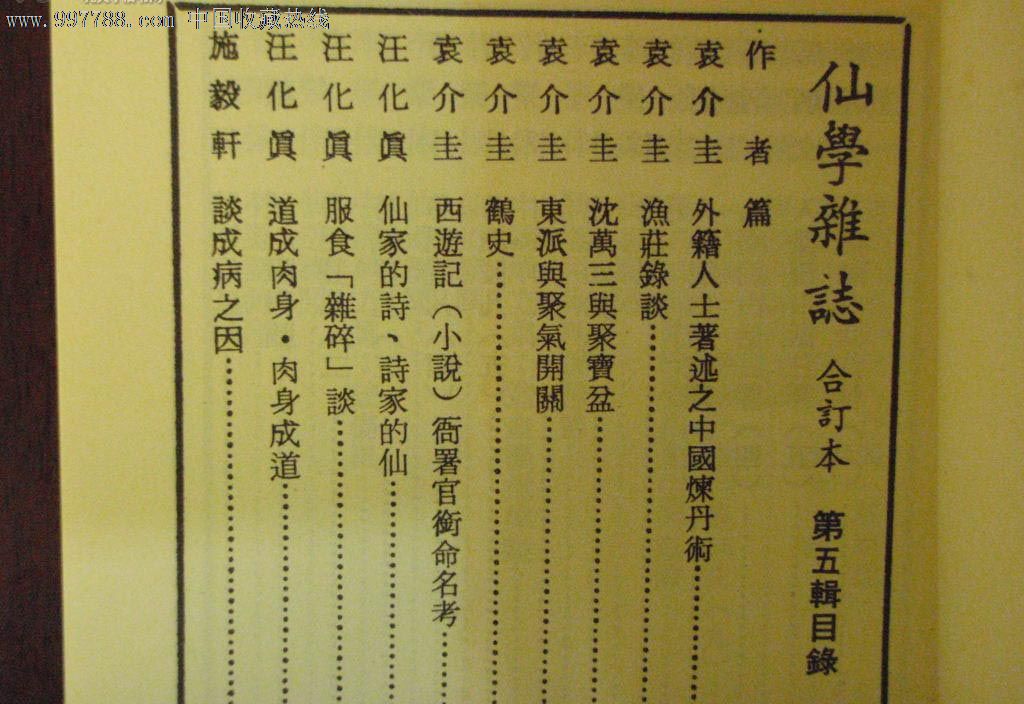 www.997788.com 中国收藏热线
仙學雜誌 合訂本 第五輯目錄
作者 篇
袁介圭 外籍人士著述之中國煉丹術
袁介圭 漁莊錄談
袁介圭 沈萬三與聚寶盆
袁介圭 東派與聚氣開關
袁介圭 鶴史
袁介圭 西遊記（小說）衙署官銜命名考
汪化眞 仙家的詩、詩家的仙
汪化眞 服食「雜碎」談
汪化眞 道成肉身・肉身成道
施毅軒 談成病之因